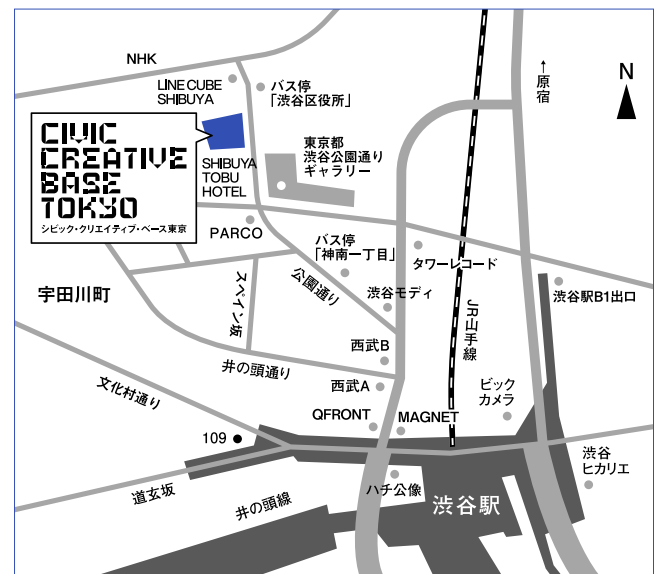 NHK
LINE CUBE
SHIBUYA
バス停
「渋谷区役所」
↑原宿
N
CIVIC
CREATIVE
BASE
TOKYO
シビック・クリエイティブ・ベース東京
SHIBUYA
TOBU
HOTEL
東京都
渋谷公園通り
ギャラリー
PARCO
バス停
「神南一丁目」
タワーレコード
宇田川町
スペイン坂
公園通り
渋谷モディ
JR山手線
渋谷駅B1出口
西武B
井の頭通り
西武A
文化村通り
ビック
カメラ
QFRONT
MAGNET
109
渋谷
ヒカリエ
道玄坂
井の頭線
ハチ公像
渋谷駅